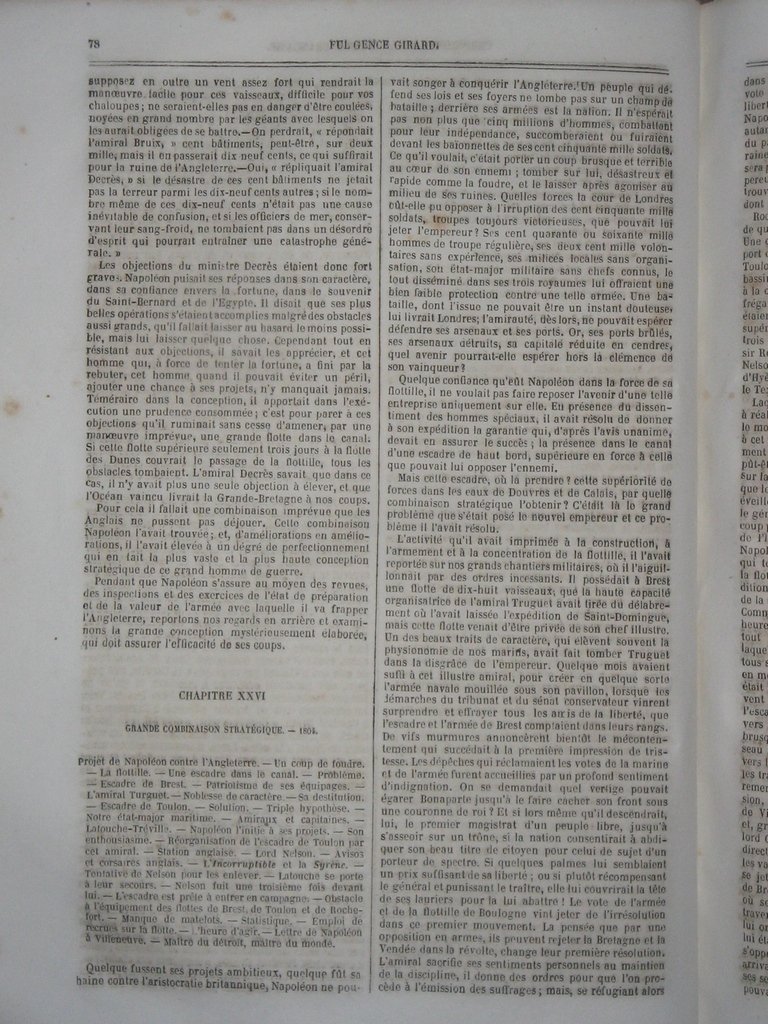 78
FULGENCE GIRARD.
supposez en outre un vent assez fort qui rendrait la
manœuvre facile pour ces vaisseaux, difficile pour vos
chaloupes ; ne seraient-elles pas en danger d'être coulées,
noyées en grand nombre par les géants avec lesquels on
les aurait obligées de se battre.—On perdrait, « répondait
l'amiral Bruix, » cent bâtiments, peut-être, sur deux
mille, mais il en passerait dix neuf cents, ce qui suffirait
pour la ruine de l'Angleterre.—Oui, « répliquait l'amiral
Decrès, » si le désastre de ces cent bâtiments ne jetait
pas la terreur parmi les dix-neuf cents autres ; si le nom-
bre même de ces dix-neuf cents n'était pas une cause
inévitable de confusion, et si les officiers de mer, conser-
vant leur sang-froid, ne tombaient pas dans un désordre
d'esprit qui pourrait entraîner une catastrophe géné-
rale. »
Les objections du ministre Decrès étaient donc fort
graves. Napoléon puisait ses réponses dans son caractère,
dans sa confiance envers la fortune, dans le souvenir
du Saint-Bernard et de l'Egypte. Il disait que ses plus
belles opérations s'étaient accomplies malgré des obstacles
aussi grands, qu'il fallait laisser au hasard le moins possi-
ble, mais lui laisser quelque chose. Cependant tout en
résistant aux objections, il savait les apprécier, et cet
homme qui, à force de tenter la fortune, a fini par la
rebuter, cet homme quand il pouvait éviter un péril,
ajouter une chance à ses projets, n'y manquait jamais.
Téméraire dans la conception, il apportait dans l'exé-
cution une prudence consommée ; c'est pour parer à ces
objections qu'il ruminait sans cesse d'amener, par une
manœuvre imprévue, une grande flotte dans le canal.
Si cette flotte supérieure seulement trois jours à la flotte
des Dunes couvrait le passage de la flottille, tous les
obstacles tombaient. L'amiral Decrès savait que dans ce
cas, il n'y avait plus une seule objection à élever, et que
l'Océan vaincu livrait la Grande-Bretagne à nos coups.
Pour cela il fallait une combinaison imprévue que les
Anglais ne pussent pas déjouer. Cette combinaison
Napoléon l'avait trouvée ; et, d'améliorations en amélio-
rations, il l'avait élevée à un dégré de perfectionnement
qui en fait la plus vaste et la plus haute conception
stratégique de ce grand homme de guerre.
Pendant que Napoléon s'assure au moyen des revues,
des inspections et des exercices de l'état de préparation
et de la valeur de l'armée avec laquelle il va frapper
l'Angleterre, reportons nos regards en arrière et exami-
nons la grande conception mystérieusement élaborée,
qui doit assurer l'efficacité de ses coups.
CHAPITRE XXVI
GRANDE COMBINAISON STRATÉGIQUE. — 1804.
Projet de Napoléon contre l'Angleterre. — Un coup de foudre.
— La flottille. — Une escadre dans le canal. — Problème.
— Escadre de Brest. — Patriotisme de ses équipages. —
L'amiral Turguet. — Noblesse de caractère. — Sa destitution.
— Escadre de Toulon. — Solution. — Triple hypothèse. —
Notre état-major maritime. — Amiraux et capitaines. —
Latouche-Tréville. — Napoléon l'initie à ses projets. — Son
enthousiasme. — Réorganisation de l'escadre de Toulon par
cet amiral. — Station anglaise. — Lord Nelson. — Avisos
et corsaires anglais. — L'Incorruptible et la Syrène. —
Tentative de Nelson pour les enlever. — Latouche se porte
à leur secours. — Nelson fuit une troisième fois devant
lui. — L'escadre est prête à entrer en campagne. — Obstacle
à l'équipement des flottes de Brest, de Toulon et de Roche-
fort. — Manque de matelots. — Statistique. — Emploi de
recrues sur la flotte. — L'heure d'agir. — Lettre de Napoléon
à Villeneuve. — Maître du détroit, maître du monde.
Quelque fussent ses projets ambitieux, quelque fût sa
haine contre l'aristocratie britannique, Napoléon ne pou-
vait songer à conquérir l'Angleterre. Un peuple qui dé-
fend ses lois et ses foyers ne tombe pas sur un champ de
bataille ; derrière ses armées est la nation. Il n'espérait
pas non plus que cinq millions d'hommes, combattant
pour leur indépendance, succomberaient ou fuiraient
devant les baïonnettes de ses cent cinquante mille soldats.
Ce qu'il voulait, c'était porter un coup brusque et terrible
au cœur de son ennemi ; tomber sur lui, désastreux et
rapide comme la foudre, et le laisser après agoniser au
milieu de ses ruines. Quelles forces la cour de Londres
eût-elle pu opposer à l'irruption des cent cinquante mille
soldats, troupes toujours victorieuses, que pouvait lui
jeter l'empereur ? Ses cent quarante ou soixante mille
hommes de troupe régulière, ses deux cent mille volon-
taires sans expérience, ses milices locales sans organi-
sation, son état-major militaire sans chefs connus, le
tout disséminé dans ses trois royaumes lui offraient une
bien faible protection contre une telle armée. Une ba-
taille, dont l'issue ne pouvait être un instant douteuse,
lui livrait Londres ; l'amirauté, dès lors, ne pouvait espérer
défendre ses arsenaux et ses ports. Or, ses ports brûlés,
ses arsenaux détruits, sa capitale réduite en cendres,
quel avenir pourrait-elle espérer hors la clémence de
son vainqueur ?
Quelque confiance qu'eût Napoléon dans la force de sa
flottille, il ne voulait pas faire reposer l'avenir d'une telle
entreprise uniquement sur elle. En présence du dissen-
timent des hommes spéciaux, il avait résolu de donner
à son expédition la garantie qui, d'après l'avis unanime,
devait en assurer le succès ; la présence dans le canal
d'une escadre de haut bord, supérieure en force à celle
que pouvait lui opposer l'ennemi.
Mais cette escadre, où la prendre ? cette supériorité de
forces dans les eaux de Douvres et de Calais, par quelle
combinaison stratégique l'obtenir ? C'était là le grand
problème que s'était posé le nouvel empereur et ce pro-
blème il l'avait résolu.
L'activité qu'il avait imprimée à la construction, à
l'armement et à la concentration de la flottille, il l'avait
reportée sur nos grands chantiers militaires, où il l'aiguil-
lonnait par des ordres incessants. Il possédait à Brest
une flotte de dix-huit vaisseaux, que la haute capacité
organisatrice de l'amiral Truguet avait tirée du délabre-
ment où l'avait laissée l'expédition de Saint-Domingue,
mais cette flotte venait d'être privée de son chef illustre.
Un des beaux traits de caractère, qui élèvent souvent la
physionomie de nos marins, avait fait tomber Truguet
dans la disgrâce de l'empereur. Quelque mois avaient
suffi à cet illustre amiral, pour créer en quelque sorte
l'armée navale mouillée sous son pavillon, lorsque les
démarches du tribunat et du sénat conservateur vinrent
surprendre et effrayer tous les amis de la liberté, que
l'escadre et l'armée de Brest comptaient dans leurs rangs.
De vifs murmures annoncèrent bientôt le mécontente-
tement qui succédait à la première impression de tris-
tesse. Les dépêches qui réclamaient les votes de la marine
et de l'armée furent accueillies par un profond sentiment
d'indignation. On se demandait quel vertige pouvait
égarer Bonaparte jusqu'à le faire cacher son front sous
une couronne de roi ? Et si lors même qu'il descendrait,
lui, le premier magistrat d'un peuple libre, jusqu'à
s'asseoir sur un trône, si la nation consentirait à abdi-
quer son beau titre de citoyen pour celui de sujet d'un
porteur de spectre. Si quelques palmes lui semblaient
un prix suffisant de sa liberté ; ou si plutôt récompensant
le général et punissant le traître, elle lui couvrirait la tête
de ses lauriers pour la lui abattre ! Le vote de l'armée
et de la flottille de Boulogne vint jeter de l'irrésolution
dans ce premier mouvement. La pensée que par une
opposition en armes, ils peuvent rejeter la Bretagne et la
Vendée dans la révolte, change leur première résolution.
L'amiral sacrifie ses sentiments personnels au maintien
de la discipline, il donne des ordres pour que l'on pro-
cède à l'émission des suffrages ; mais, se réfugiant alors